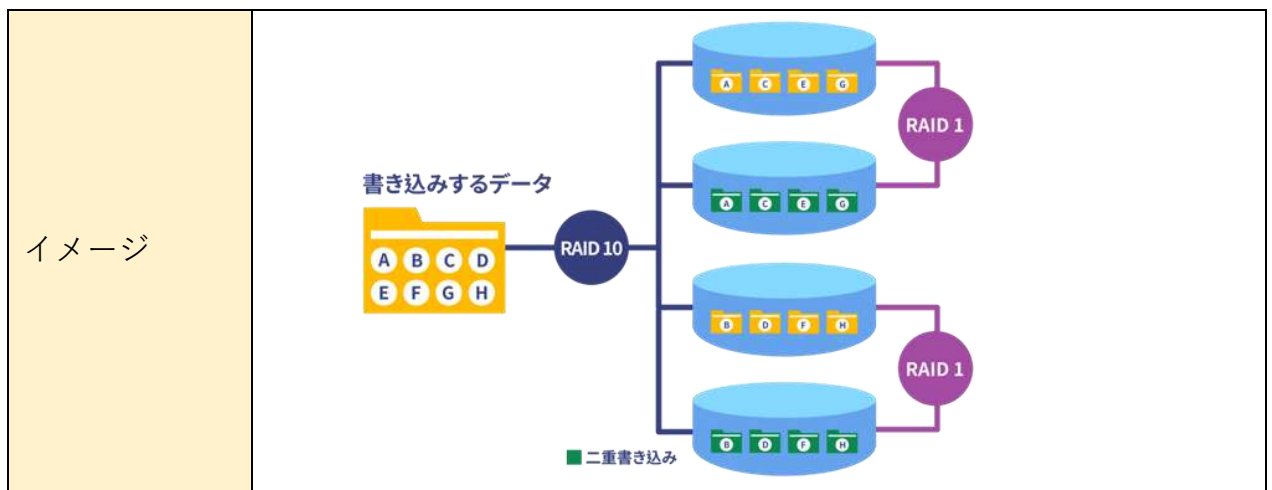 イメージ
書き込みするデータ
A B C D
E F G H
RAID 10
A C E G
A C E G
RAID 1
B D F H
B D F H
RAID 1
二重書き込み